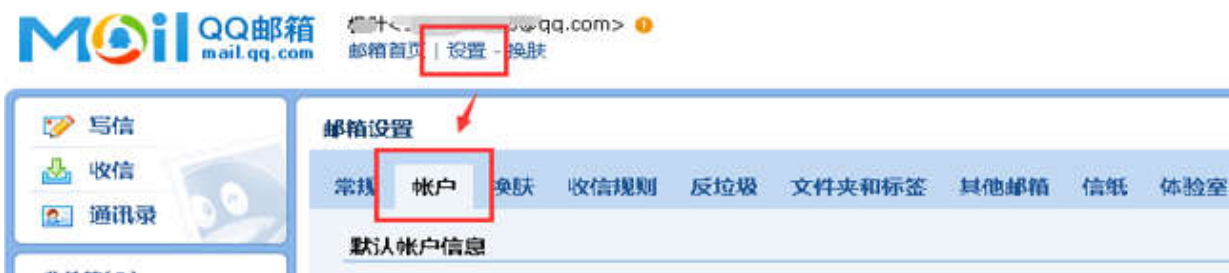 MOil QQ邮箱
mail.qq.com
@qq.com>
邮箱首页 | 设置 - 换肤
写信
收信
通讯录
邮箱设置
常规 帐户 换肤 收信规则 反垃圾 文件夹和标签 其他邮箱 信纸 体验室
默认帐户信息